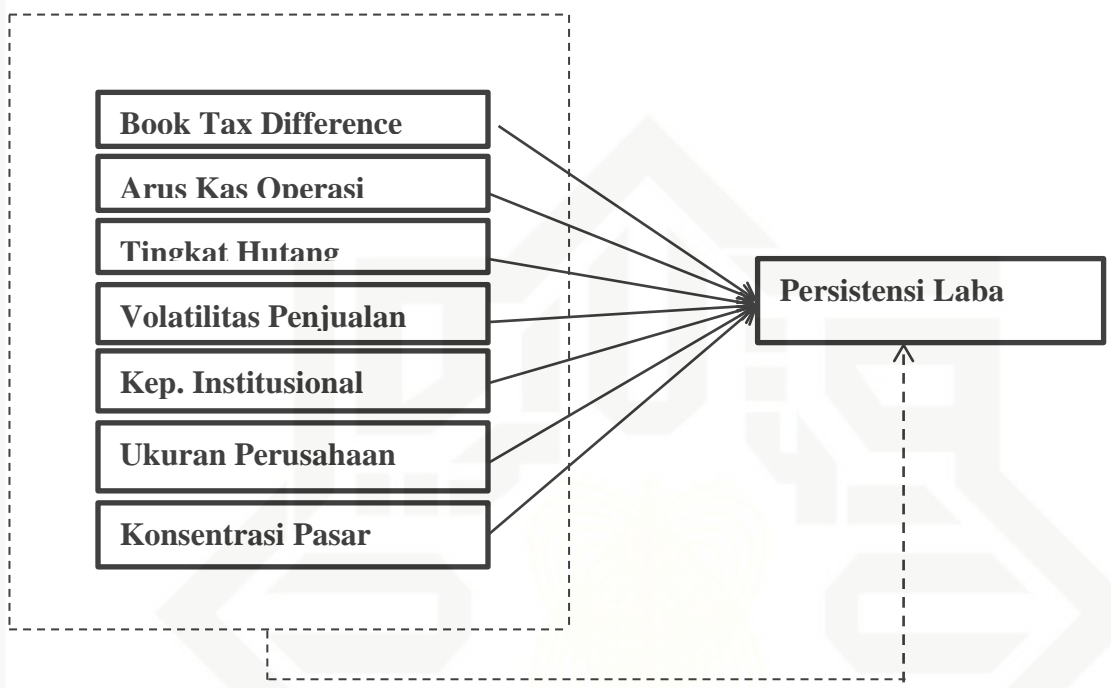 Book Tax Difference
Arus Kas Operasi
Tingkat Hutang
Volatilitas Penjualan
Kep. Institusional
Ukuran Perusahaan
Konsentrasi Pasar
Persistensi Laba